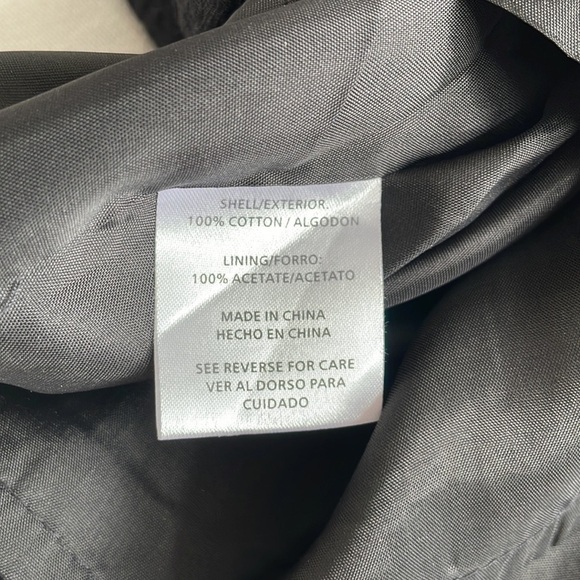 SHELL/EXTERIOR:
100% COTTON / ALGODON
LINING/FORRO:
100% ACETATE/ACETATO
MADE IN CHINA
HECHO EN CHINA
SEE REVERSE FOR CARE
VER AL DORSO PARA
CUIDADO